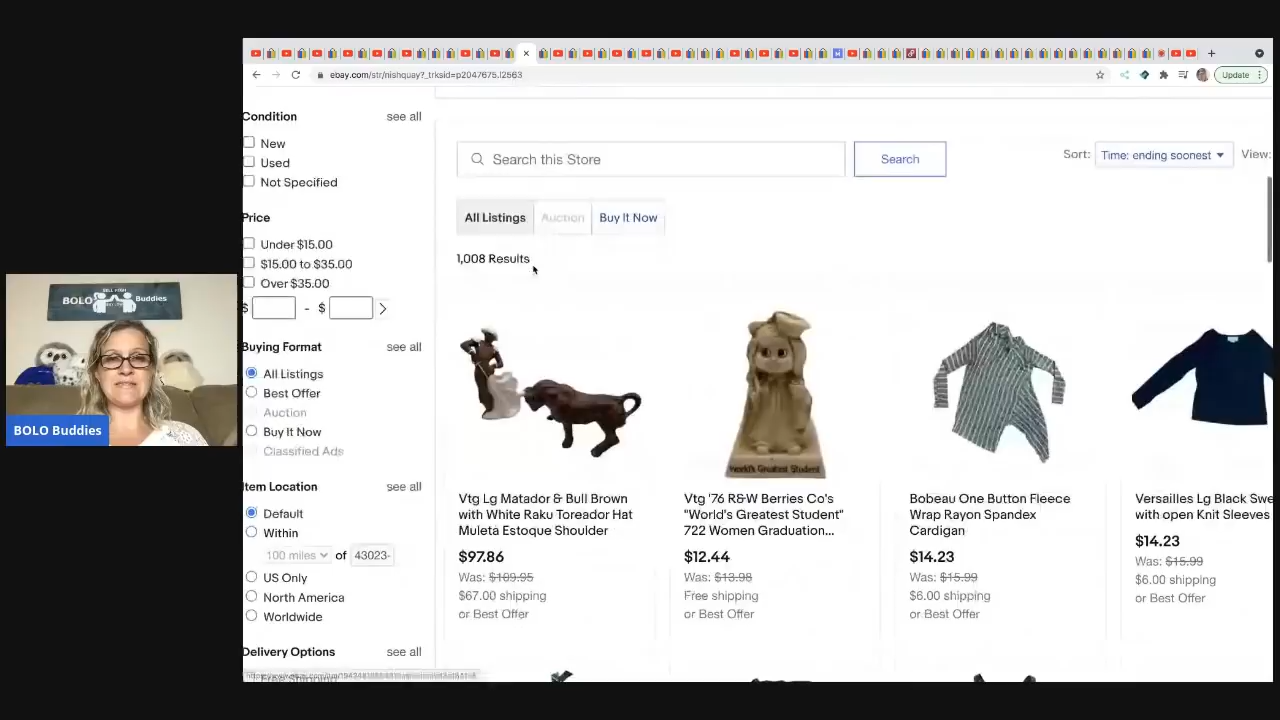 ebay.com/str/nishquay?_trksid=p2047675.l2563
Update
Condition see all
New
Used
Not Specified
Price
Under $15.00
$15.00 to $35.00
Over $35.00
$ - $
Buying Format see all
All Listings
Best Offer
Auction
Buy It Now
Classified Ads
Item Location see all
Default
Within
100 miles of 43023-
US Only
North America
Worldwide
Delivery Options see all
Free Shipping
Search this Store
Search
Sort: Time: ending soonest View:
All Listings Auction Buy It Now
1,008 Results
World's Greatest Student
Vtg Lg Matador & Bull Brown
with White Raku Toreador Hat
Muleta Estoque Shoulder
$97.86
Was: $109.95
$67.00 shipping
or Best Offer
Vtg '76 R&W Berries Co's
"World's Greatest Student"
722 Women Graduation...
$12.44
Was: $13.98
Free shipping
or Best Offer
Bobeau One Button Fleece
Wrap Rayon Spandex
Cardigan
$14.23
Was: $15.99
$6.00 shipping
or Best Offer
Versailles Lg Black Swe
with open Knit Sleeves
$14.23
Was: $15.99
$6.00 shipping
or Best Offer
BOLO Buddies
BOLO Buddies